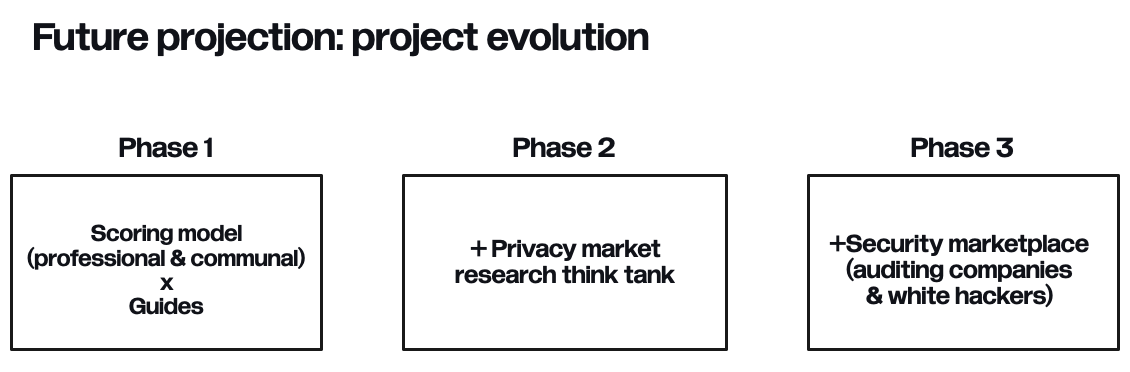 Future projection: project evolution
Phase 1
Scoring model
(professional & communal)
x
Guides
Phase 2
+ Privacy market
research think tank
Phase 3
+Security marketplace
(auditing companies
& white hackers)